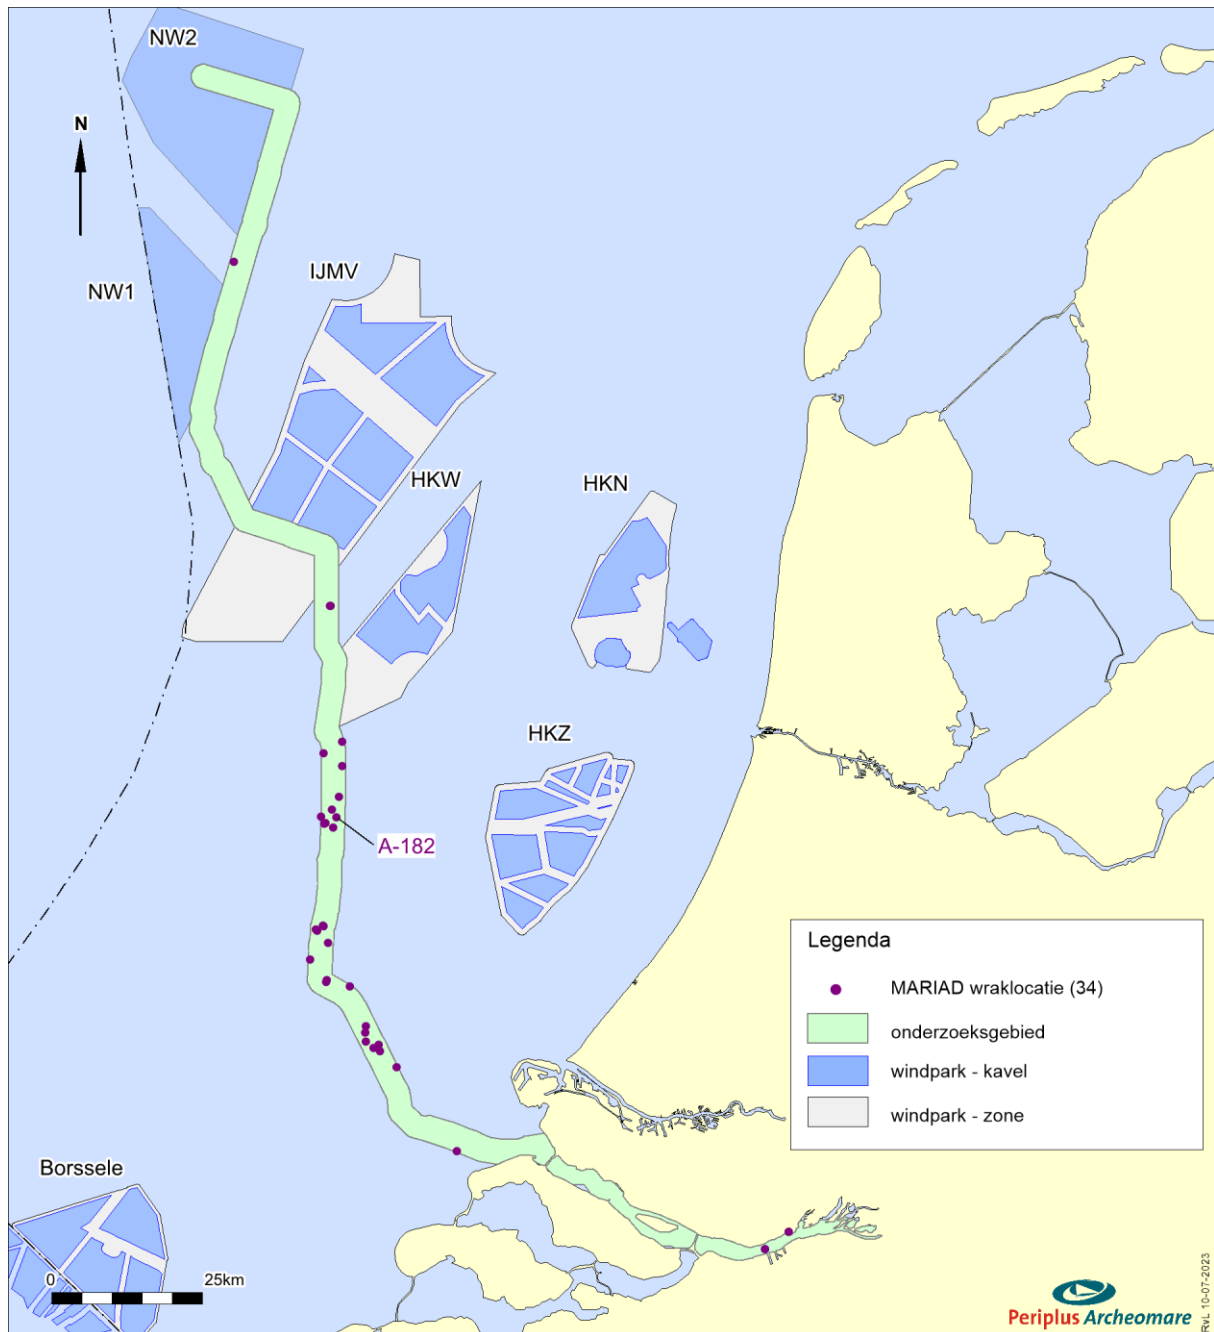 NW2
N
NW1
IJMV
HKW
HKN
HKZ
A-182
Legenda
MARIAD wraklocatie (34)
onderzoeksgebied
windpark - kavel
windpark - zone
Borssele
0 25km
Periplus Archeomare
RvL 10-07-2023